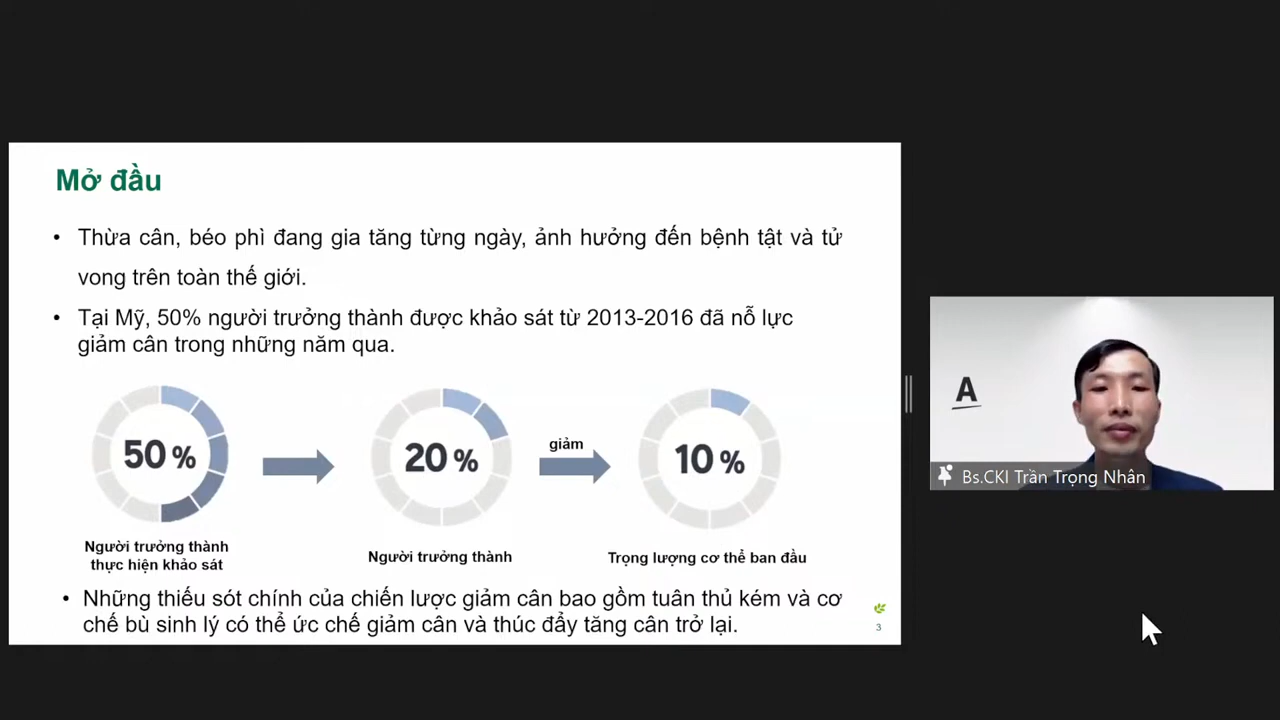 Mở đầu
• Thừa cân, béo phì đang gia tăng từng ngày, ảnh hưởng đến bệnh tật và tử
vong trên toàn thế giới.
• Tại Mỹ, 50% người trưởng thành được khảo sát từ 2013-2016 đã nỗ lực
giảm cân trong những năm qua.
50%
20%
giảm
10%
Người trưởng thành
thực hiện khảo sát
Người trưởng thành
Trọng lượng cơ thể ban đầu
• Những thiếu sót chính của chiến lược giảm cân bao gồm tuân thủ kém và cơ
chế bù sinh lý có thể ức chế giảm cân và thúc đẩy tăng cân trở lại.
3
A
Bs.CKI Trần Trọng Nhân